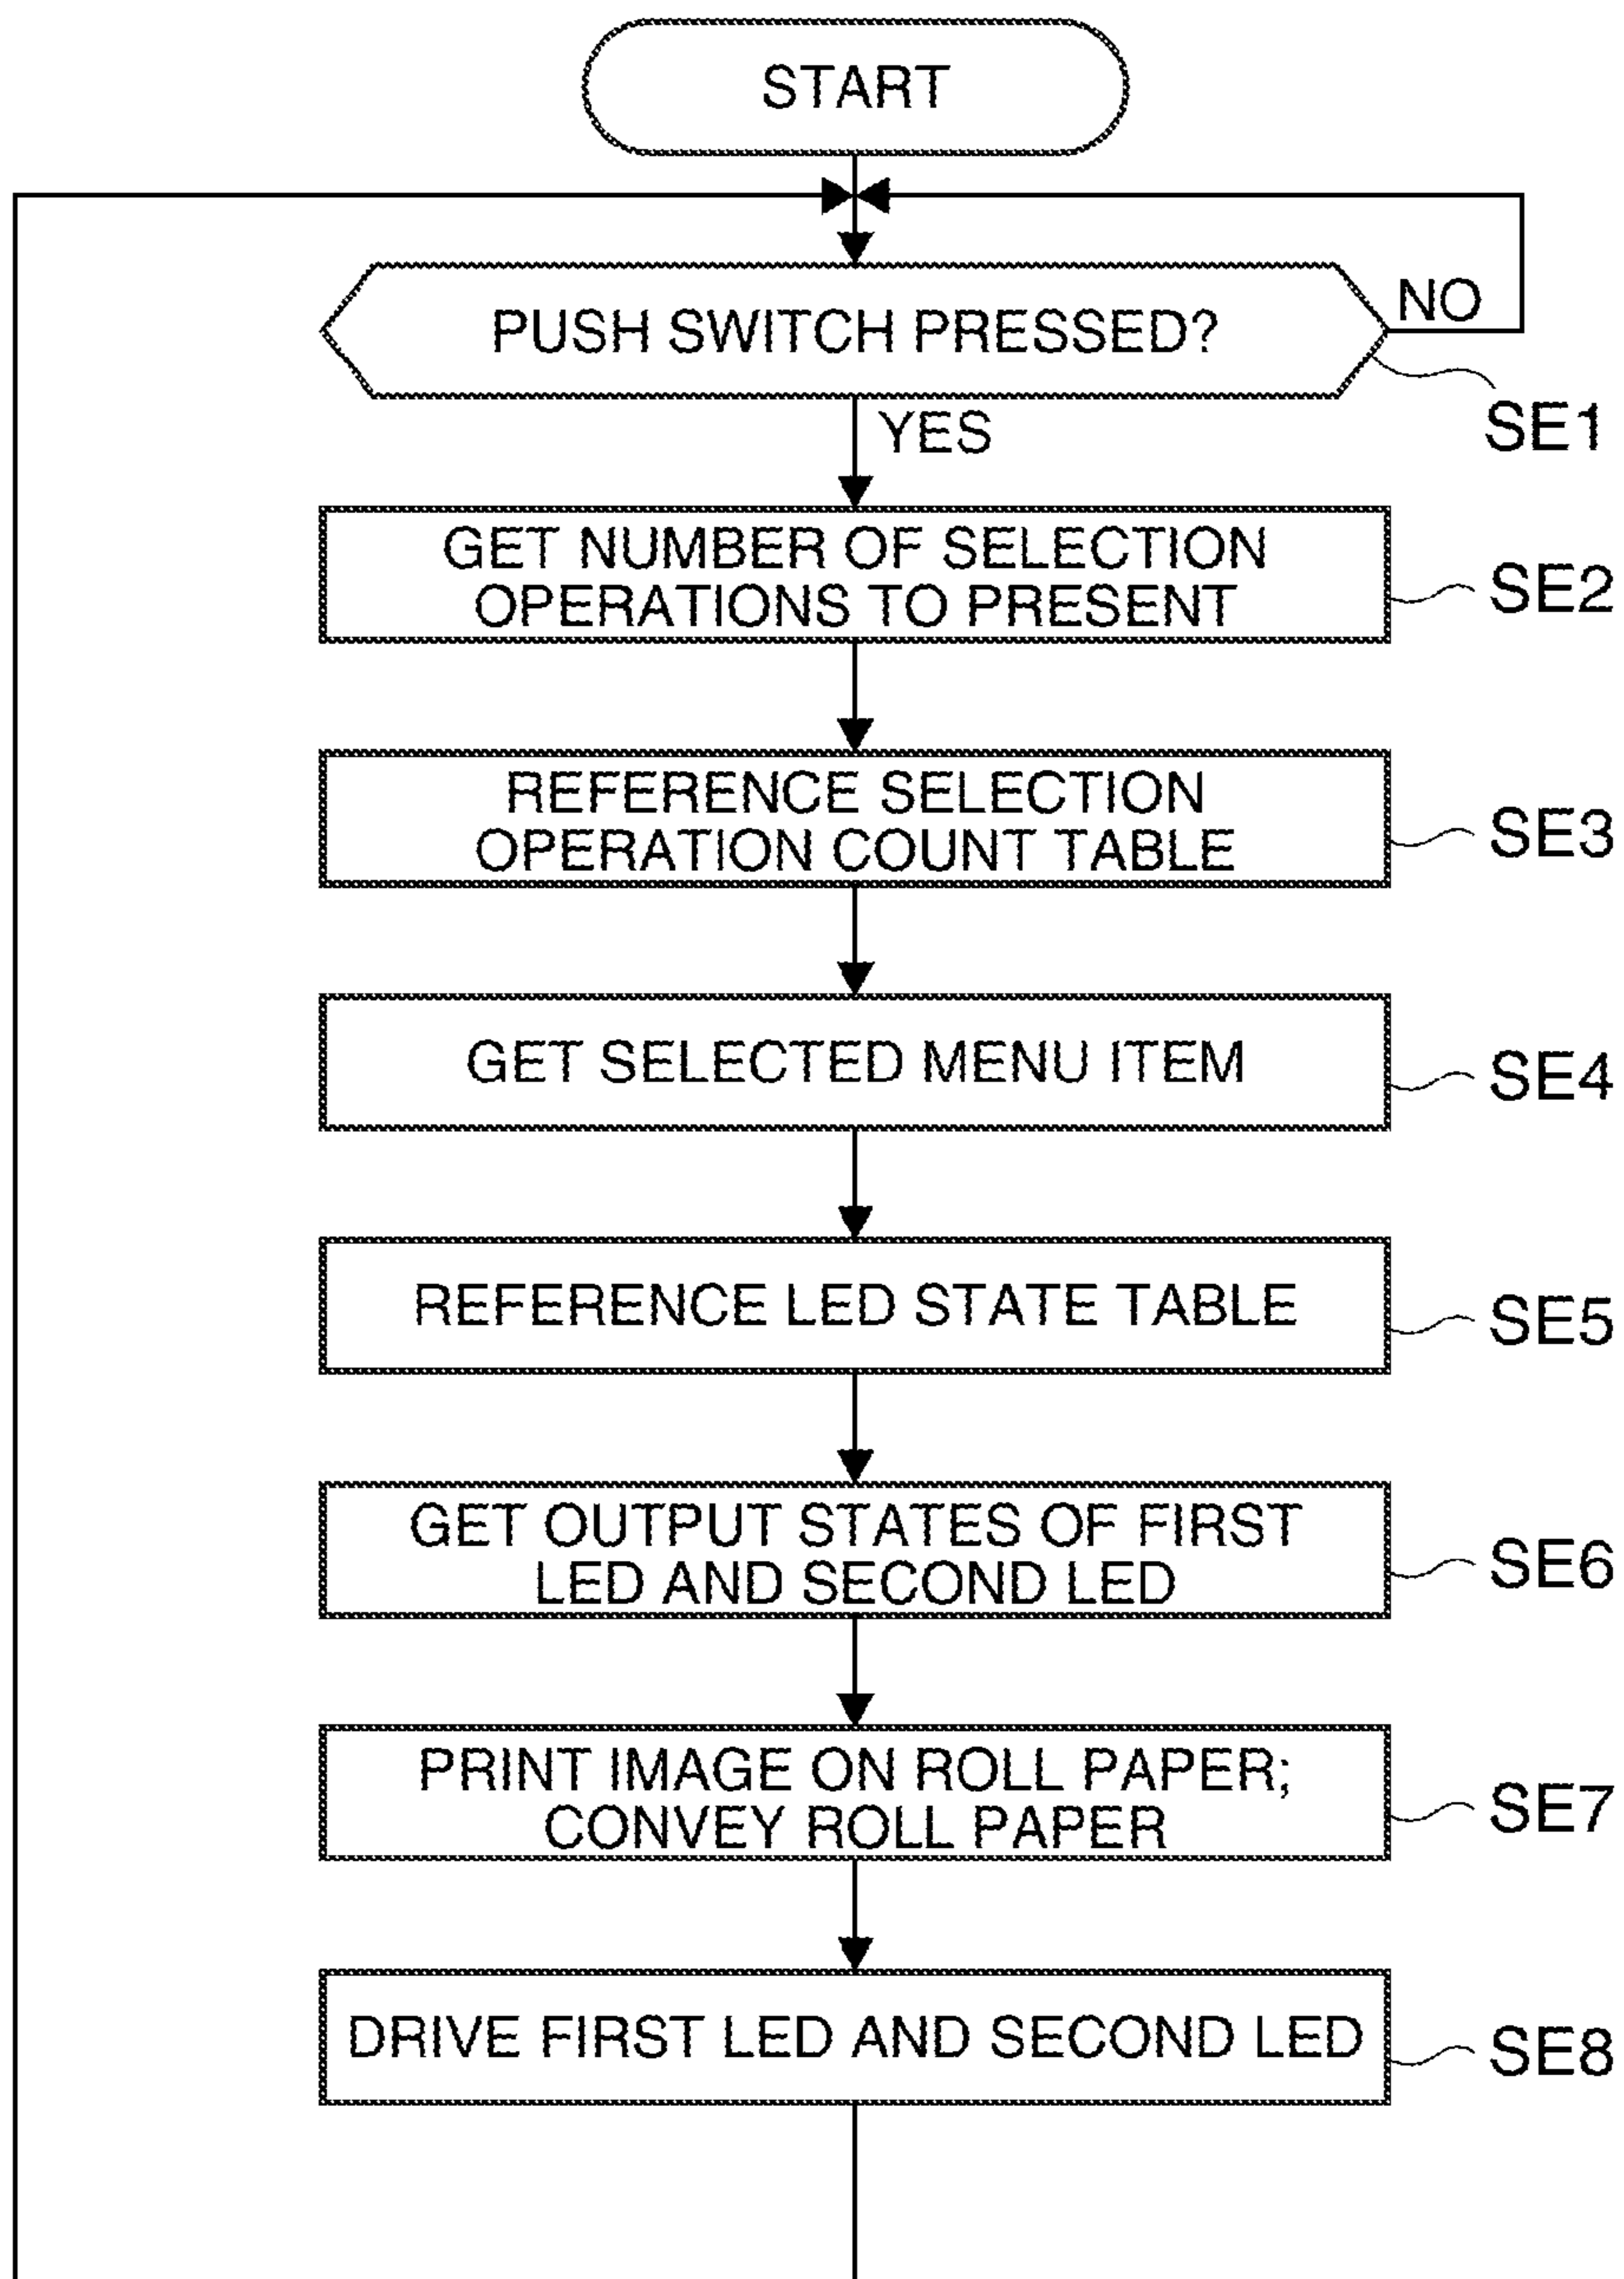 START
PUSH SWITCH PRESSED?
NO
SE1
YES
GET NUMBER OF SELECTION
OPERATIONS TO PRESENT
SE2
REFERENCE SELECTION
OPERATION COUNT TABLE
SE3
GET SELECTED MENU ITEM
SE4
REFERENCE LED STATE TABLE
SE5
GET OUTPUT STATES OF FIRST
LED AND SECOND LED
SE6
PRINT IMAGE ON ROLL PAPER;
CONVEY ROLL PAPER
SE7
DRIVE FIRST LED AND SECOND LED
SE8